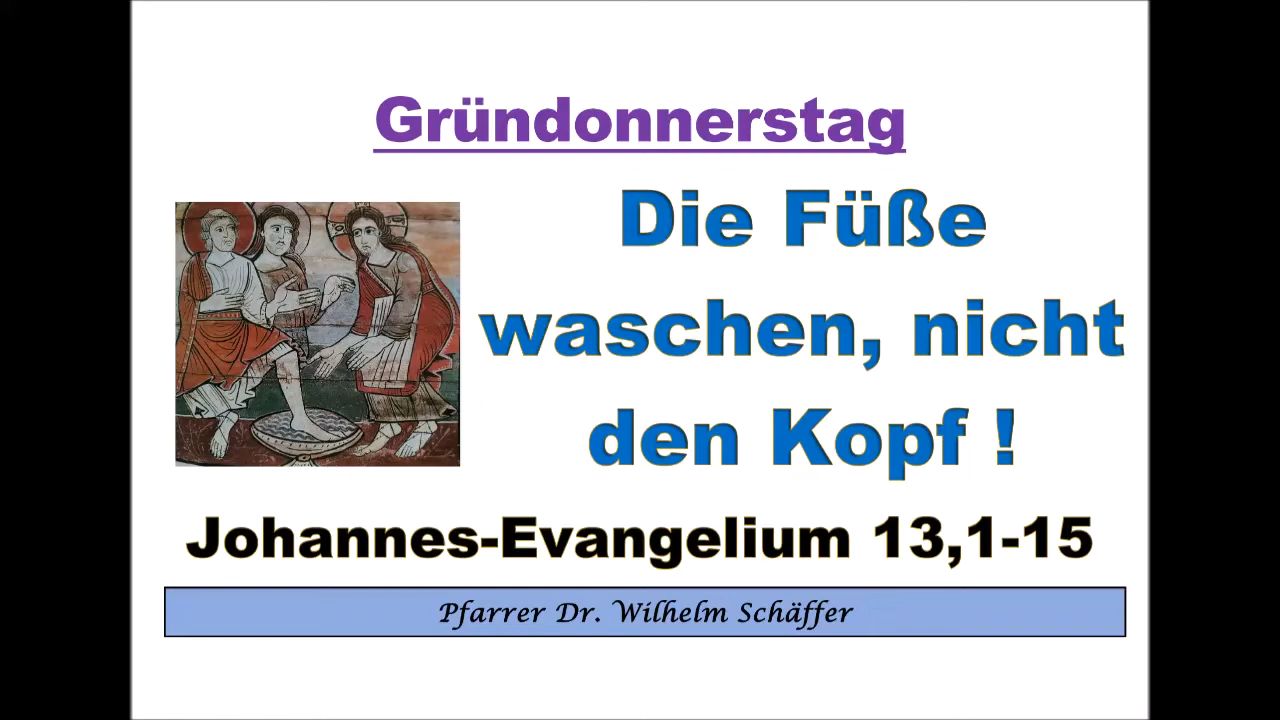 Gründonnerstag
Die Füße
waschen, nicht
den Kopf !
Johannes-Evangelium 13,1-15
Pfarrer Dr. Wilhelm Schäffer